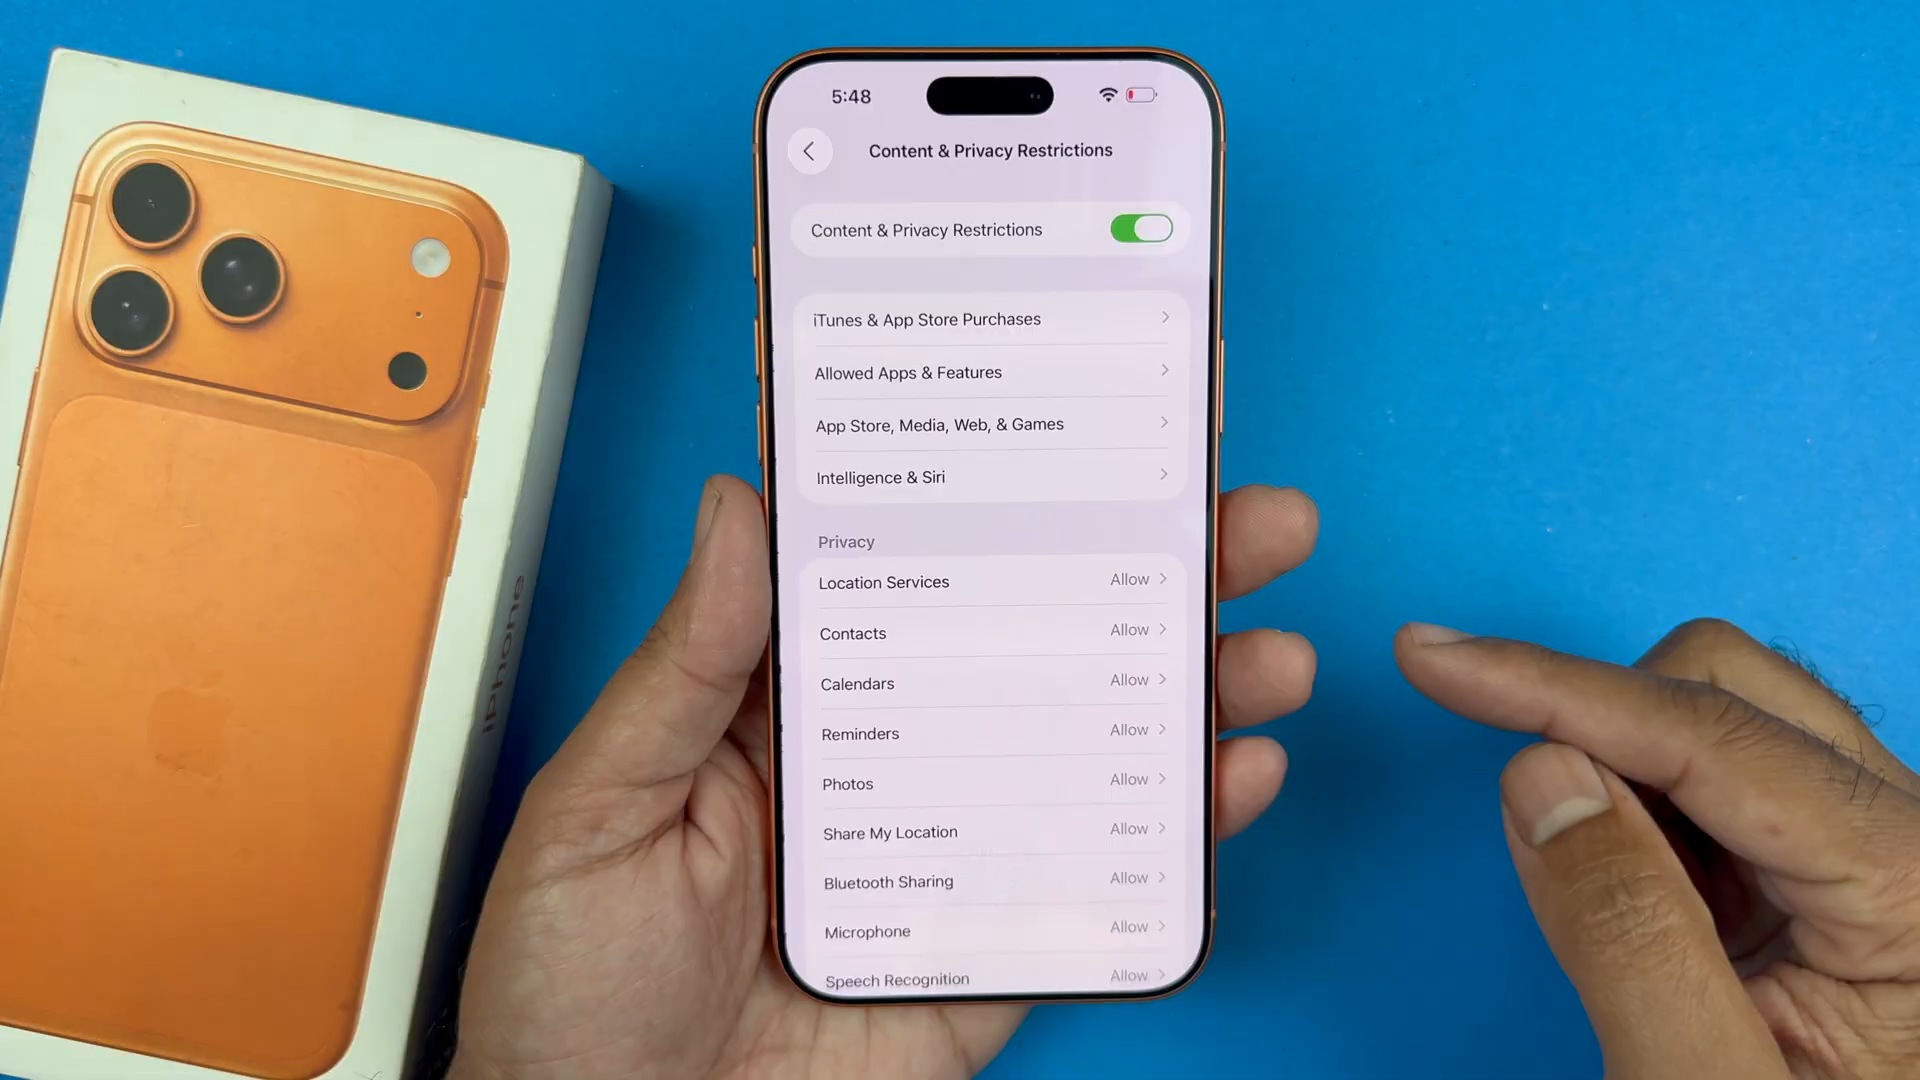 5:48
Content & Privacy Restrictions
Content & Privacy Restrictions
iTunes & App Store Purchases
Allowed Apps & Features
App Store, Media, Web, & Games
Intelligence & Siri
Privacy
Location Services Allow
Contacts Allow
Calendars Allow
Reminders Allow
Photos Allow
Share My Location Allow
Bluetooth Sharing Allow
Microphone Allow
Speech Recognition Allow
iPhone